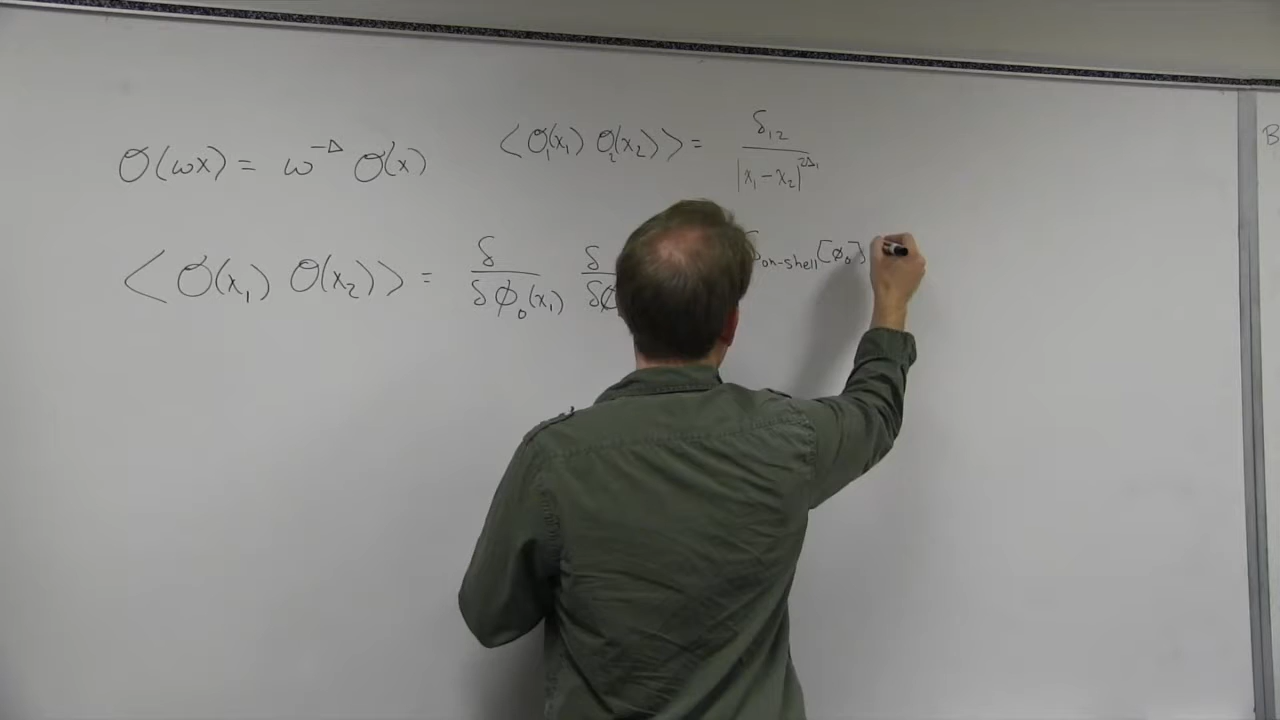 O(ωx) = ω^{-Δ} O(x)
⟨O₁(x₁) O₂(x₂)⟩ = δ₁₂ / |x₁-x₂|^{2Δ₁}
⟨O(x₁) O(x₂)⟩ = δ/δϕ₀(x₁) δ/δϕ on-shell[ϕ₀]
B